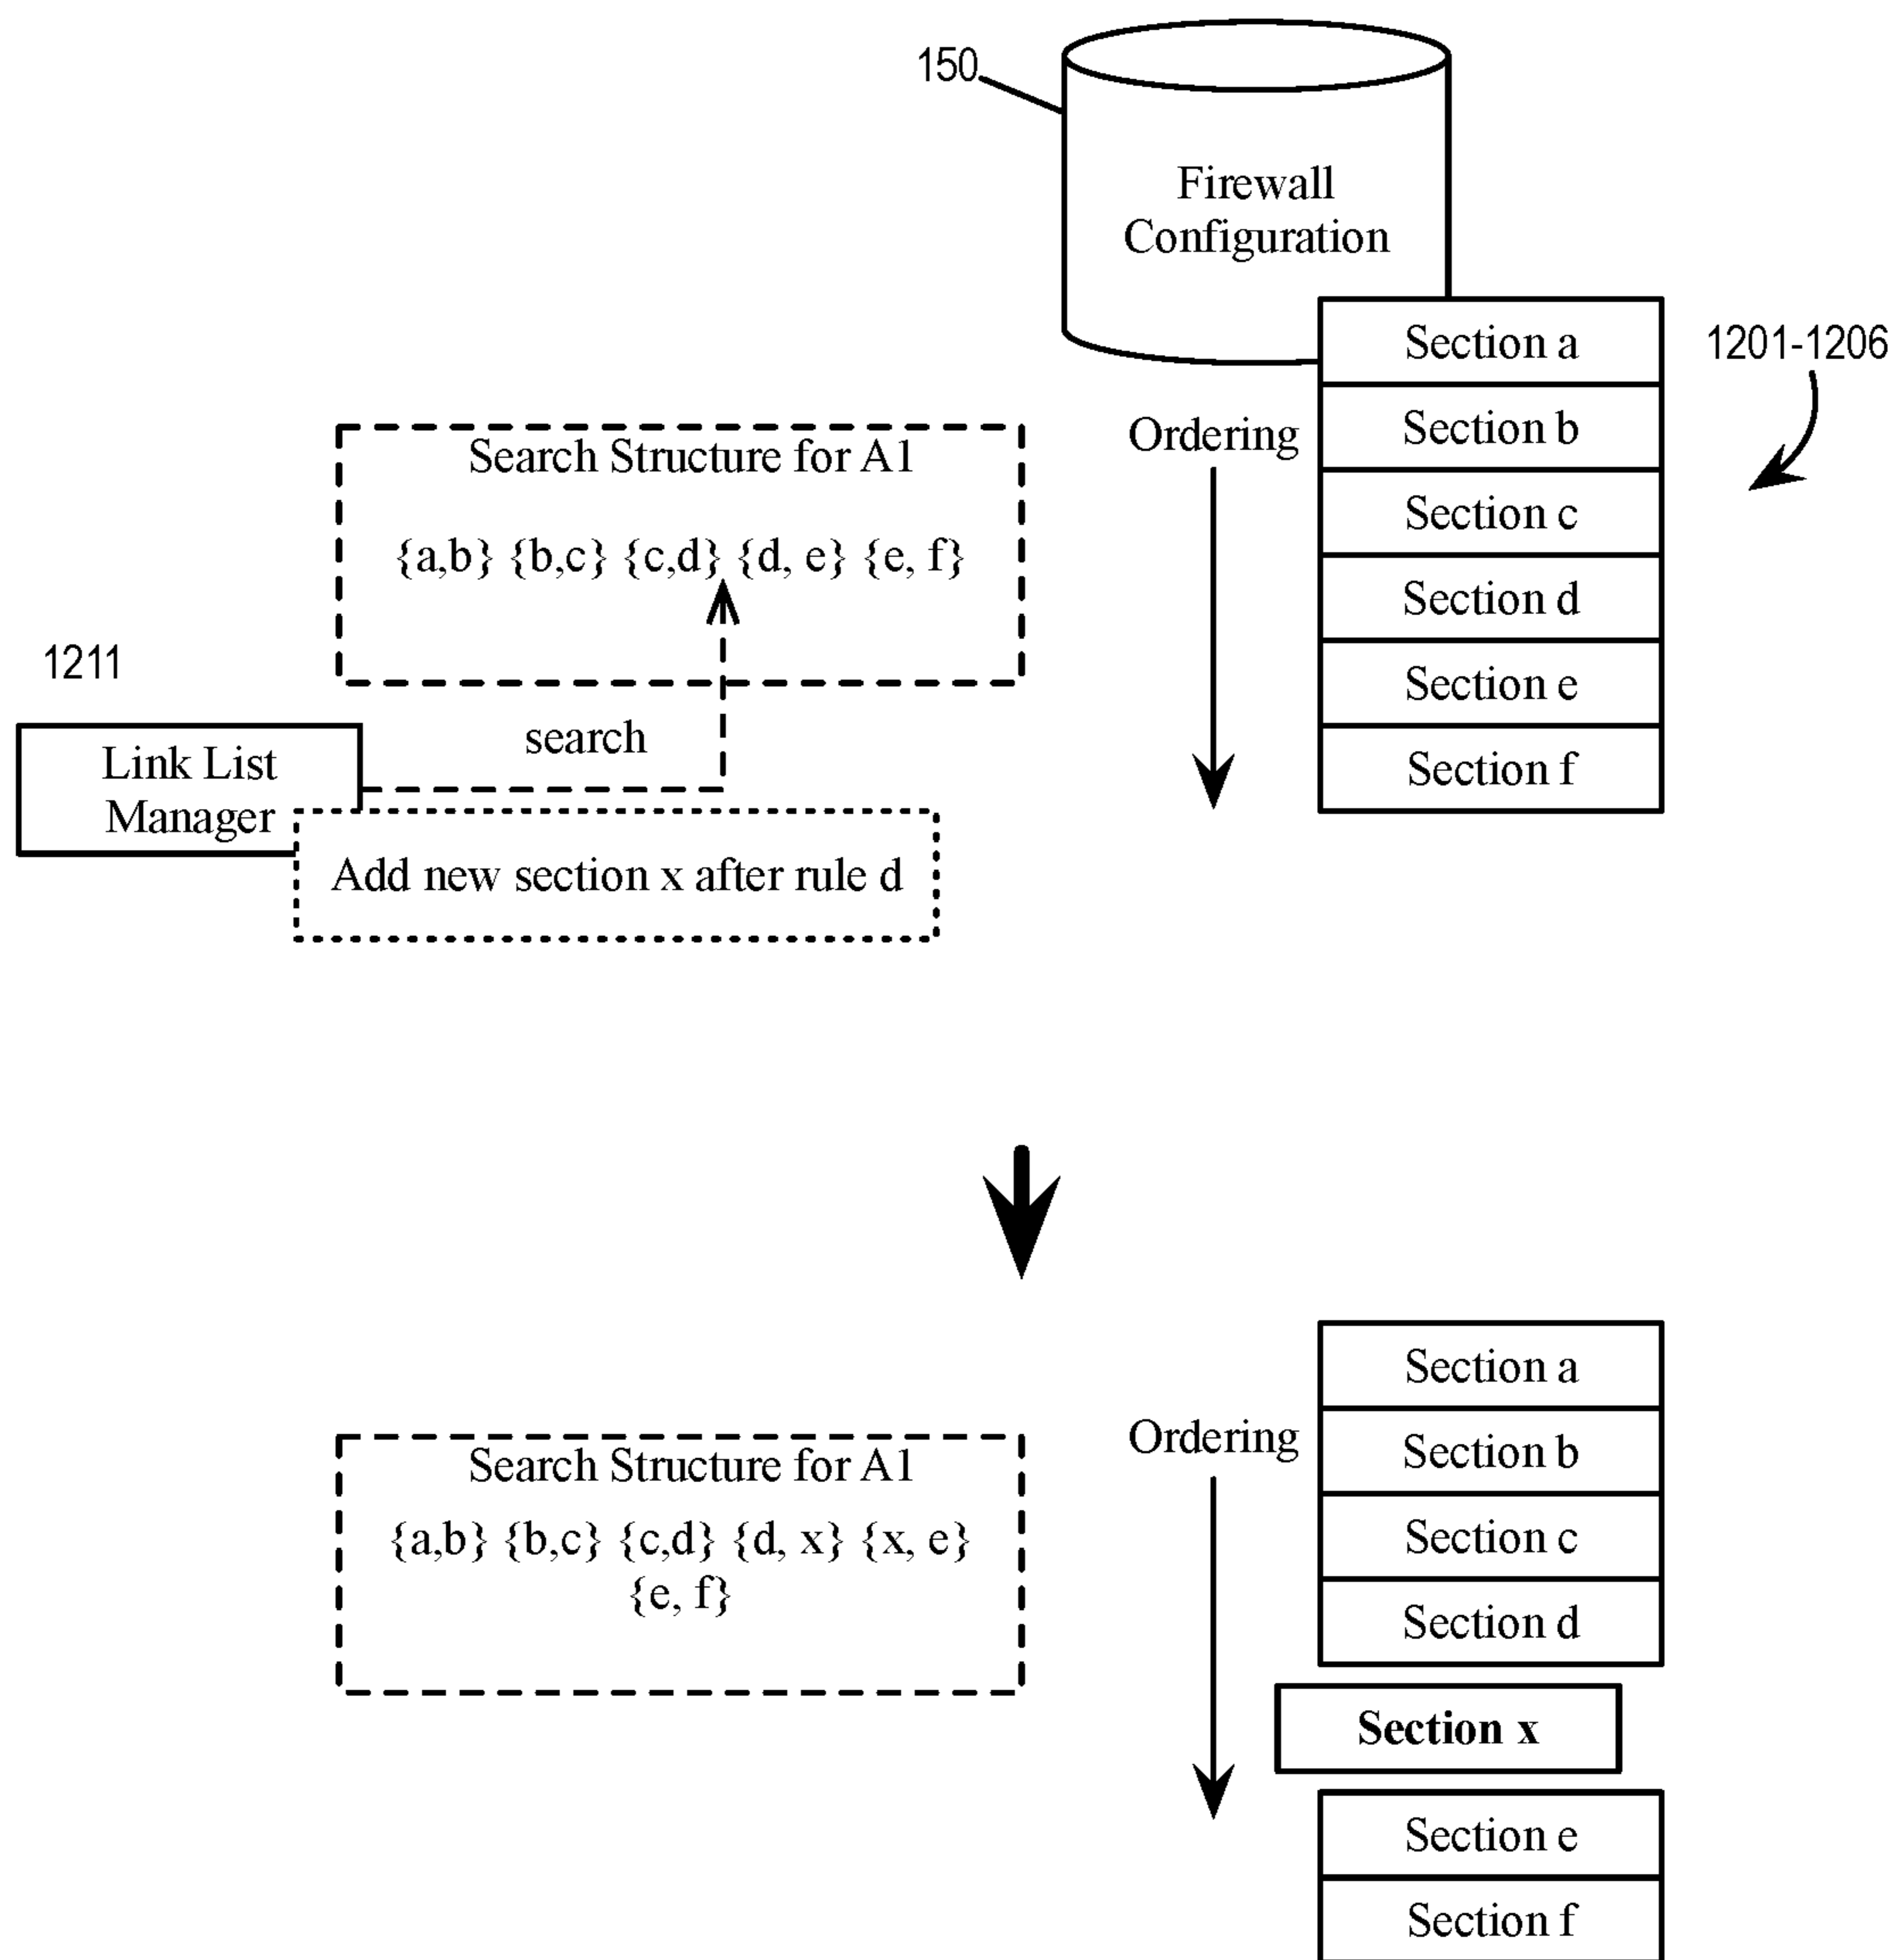 150
Firewall
Configuration
Section a
1201-1206
Section b
Ordering
Search Structure for A1
Section c
{a,b} {b,c} {c,d} {d, e} {e, f}
Section d
1211
Section e
search
Link List
Manager
Section f
Add new section x after rule d
Section a
Ordering
Section b
Search Structure for A1
{a,b} {b,c} {c,d} {d, x} {x, e}
{e, f}
Section c
Section d
Section x
Section e
Section f